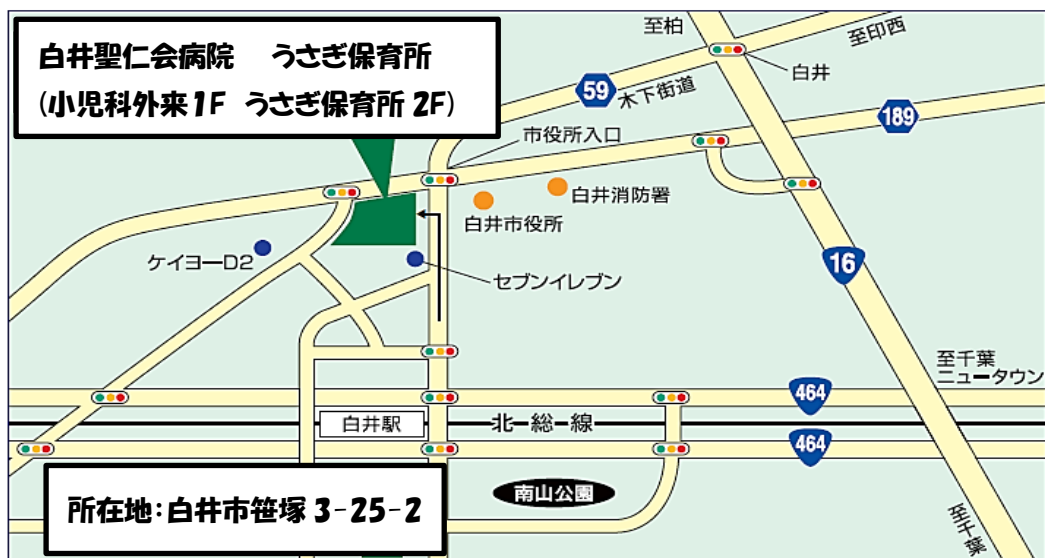 白井聖仁会病院　うさぎ保育所
(小児科外来1F　うさぎ保育所 2F)
至柏
至印西
白井
59
木下街道
189
市役所入口
白井消防署
白井市役所
ケイヨーD2
セブンイレブン
16
至千葉
ニュータウン
464
白井駅
北総線
464
南山公園
所在地:白井市笹塚 3-25-2
至千葉